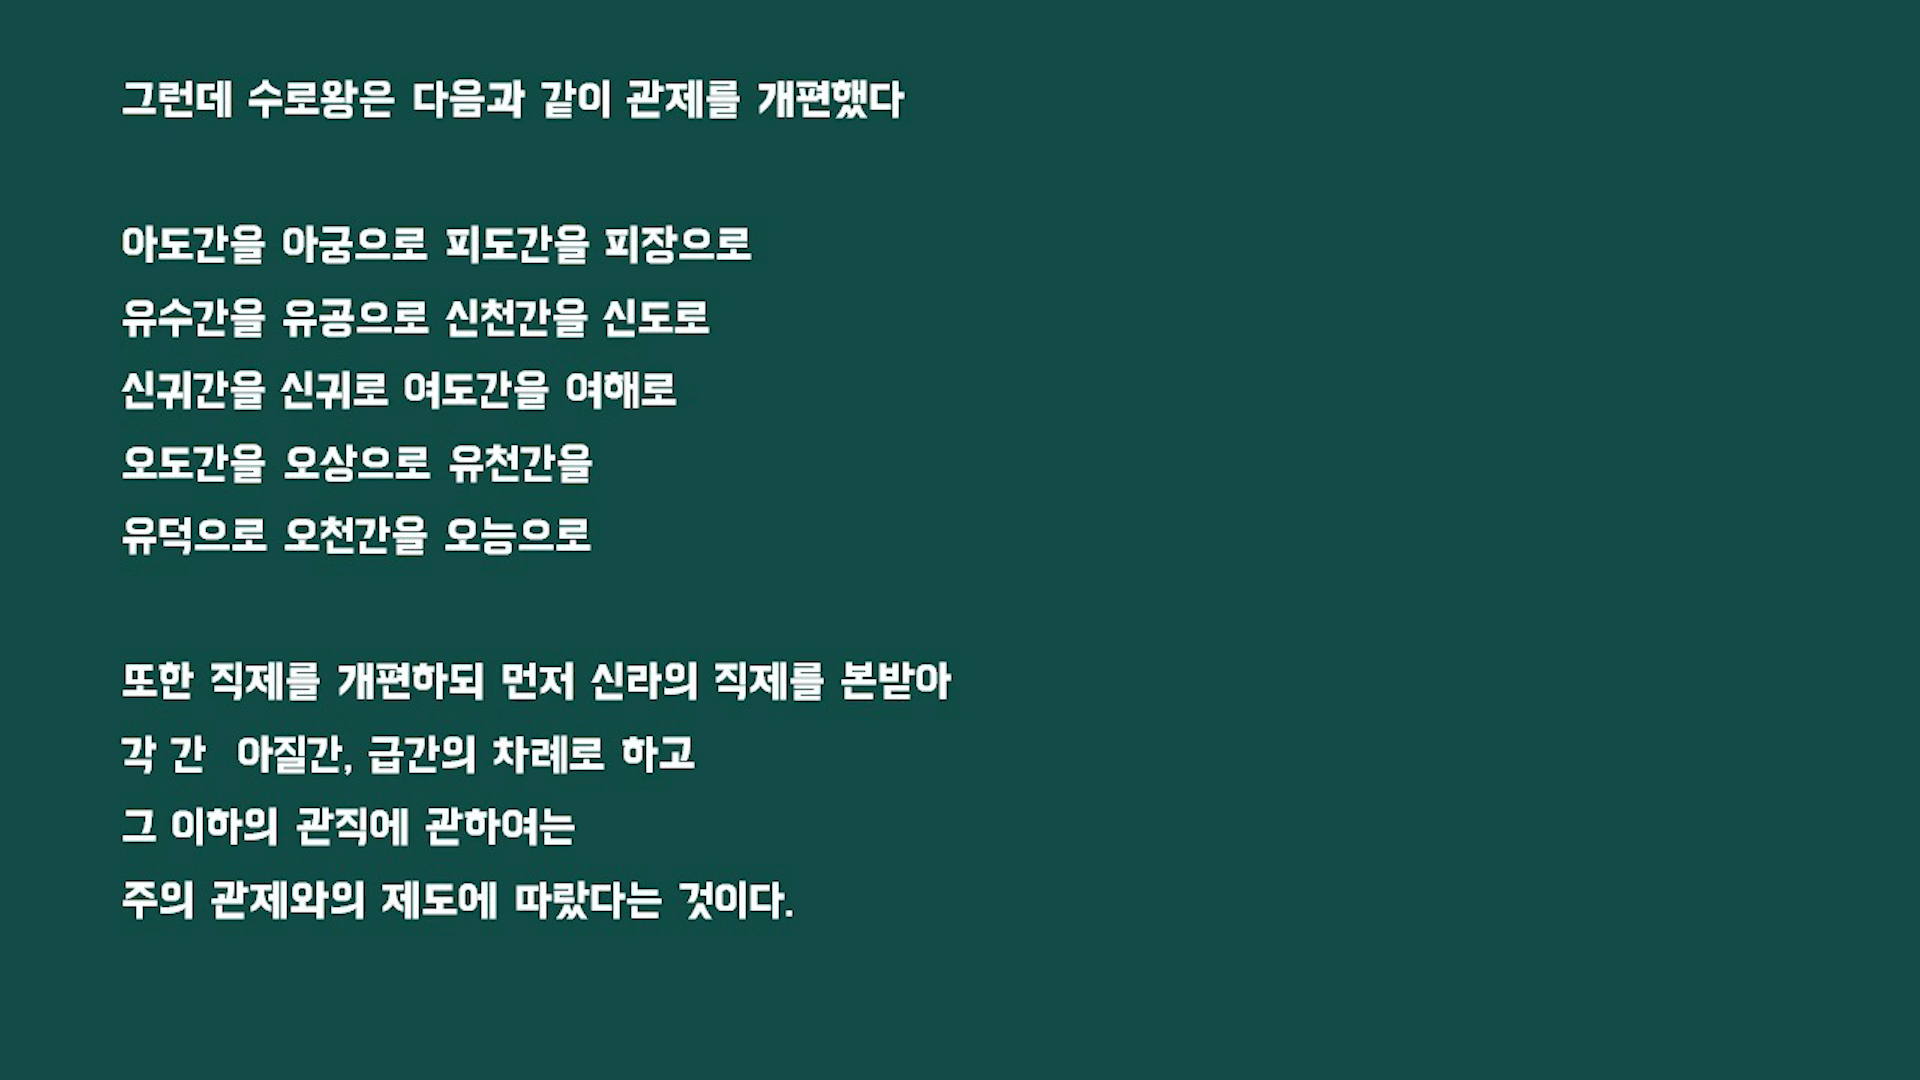 그런데 수로왕은 다음과 같이 관제를 개편했다
아도간을 아궁으로 피도간을 피장으로
유수간을 유공으로 신천간을 신도로
신귀간을 신귀로 여도간을 여해로
오도간을 오상으로 유천간을
유덕으로 오천간을 오능으로
또한 직제를 개편하되 먼저 신라의 직제를 본받아
각 간 아질간, 급간의 차례로 하고
그 이하의 관직에 관하여는
주의 관제와의 제도에 따랐다는 것이다.